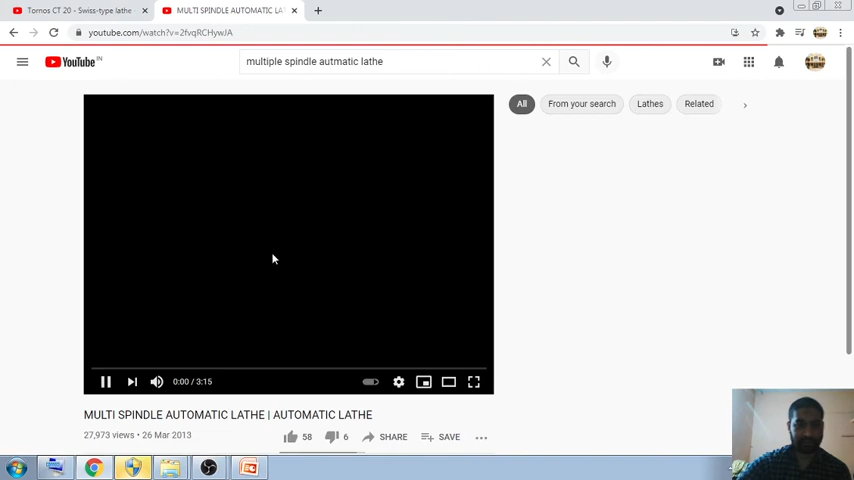 Tornos CT 20 - Swiss-type lathe
MULTI SPINDLE AUTOMATIC LA
youtube.com/watch?v=2fvqRCHywJA
YouTube IN
multiple spindle autmatic lathe
All
From your search
Lathes
Related
0:00 / 3:15
MULTI SPINDLE AUTOMATIC LATHE | AUTOMATIC LATHE
27,973 views • 26 Mar 2013
58
6
SHARE
SAVE